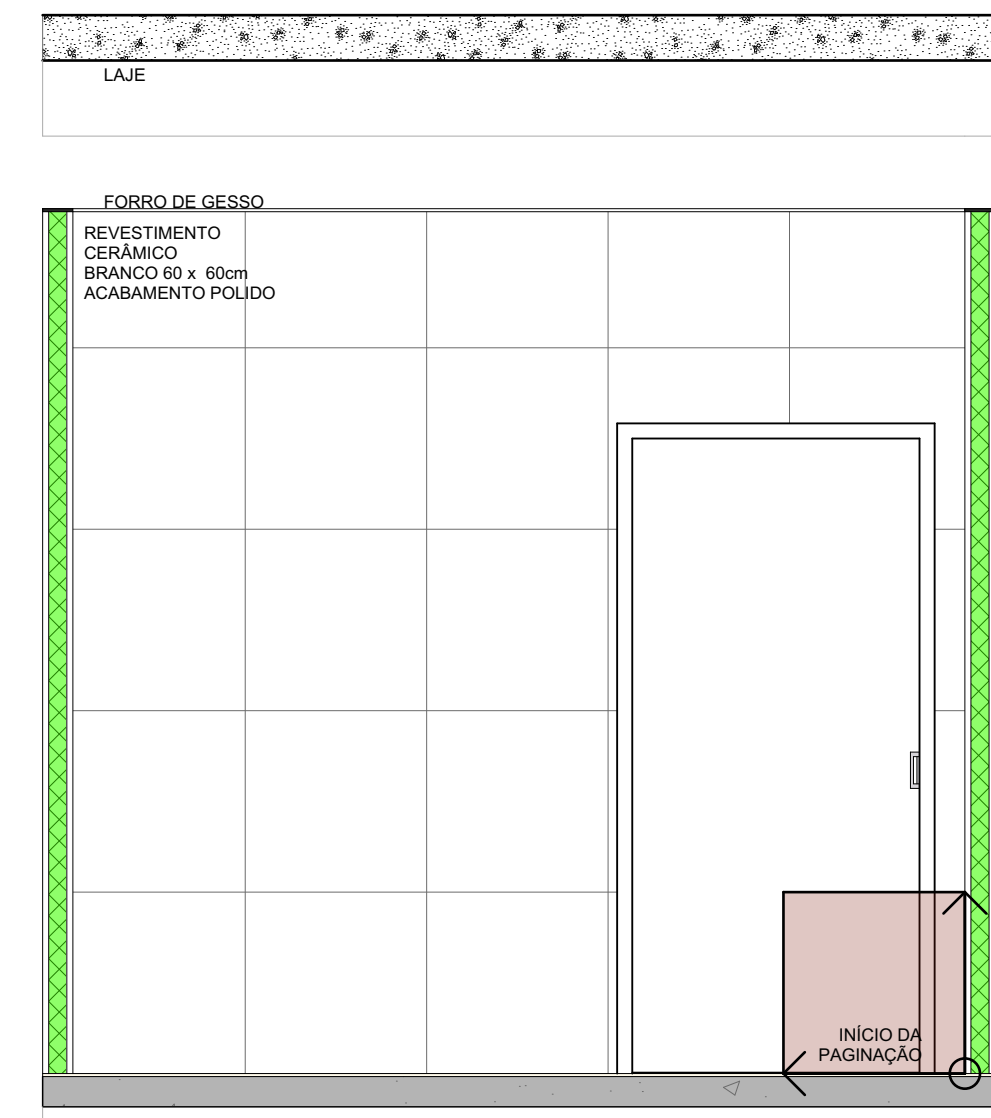 LAJE
FORRO DE GESSO
REVESTIMENTO
CERÂMICO
BRANCO 60 x 60cm
ACABAMENTO POLIDO
INÍCIO DA
PAGINAÇÃO